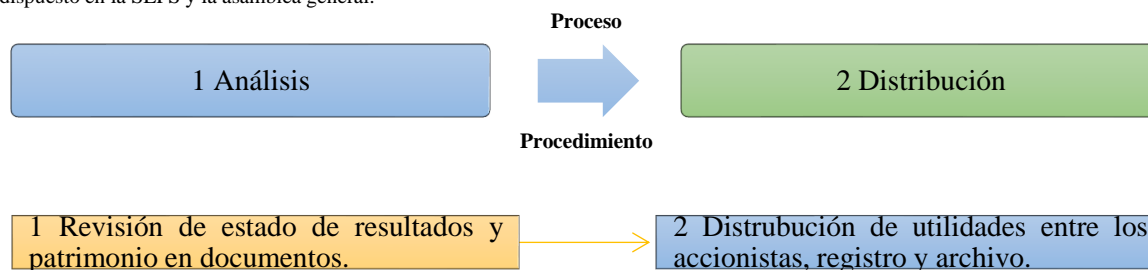 dispuesto en la SEPS y la asamblea general.
Proceso
1 Análisis
2 Distribución
Procedimiento
1 Revisión de estado de resultados y
patrimonio en documentos.
2 Distrubución de utilidades entre los
accionistas, registro y archivo.